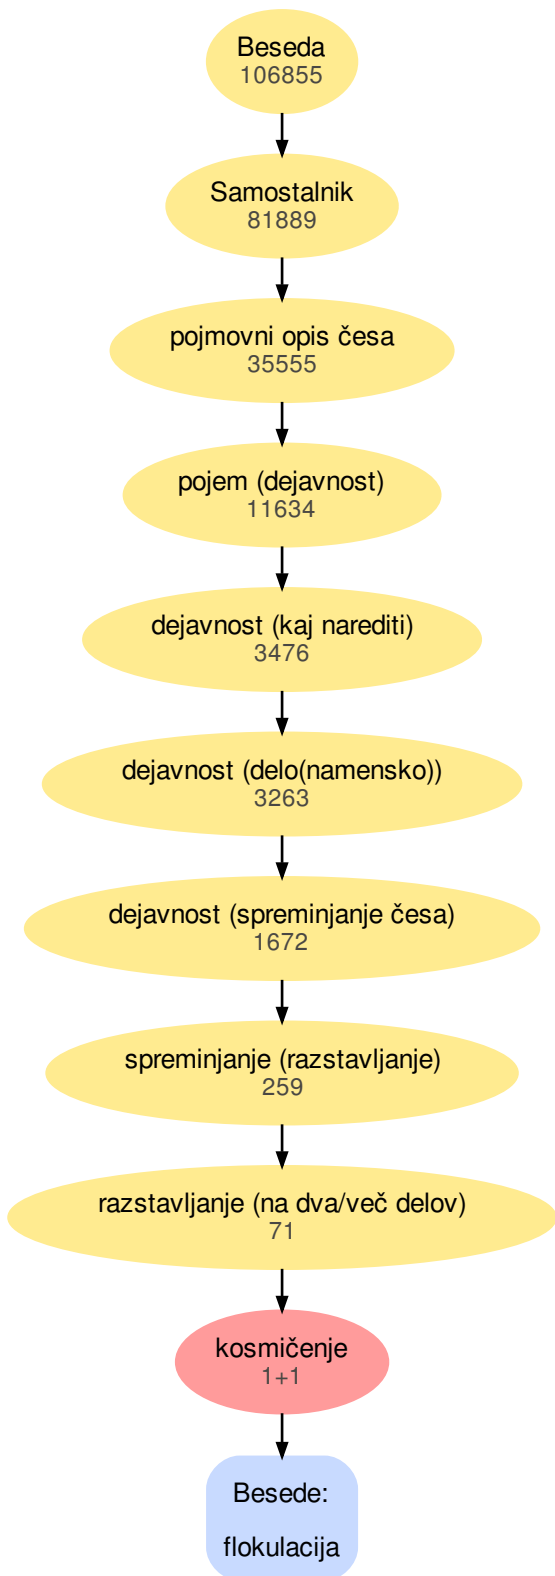 Beseda
106855
Samostalnik
81889
pojmovni opis česa
35555
pojem (dejavnost)
11634
dejavnost (kaj narediti)
3476
dejavnost (delo(namensko))
3263
dejavnost (spreminjanje česa)
1672
spreminjanje (razstavljanje)
259
razstavljanje (na dva/več delov)
71
kosmičenje
1+1
Besede:
flokulacija